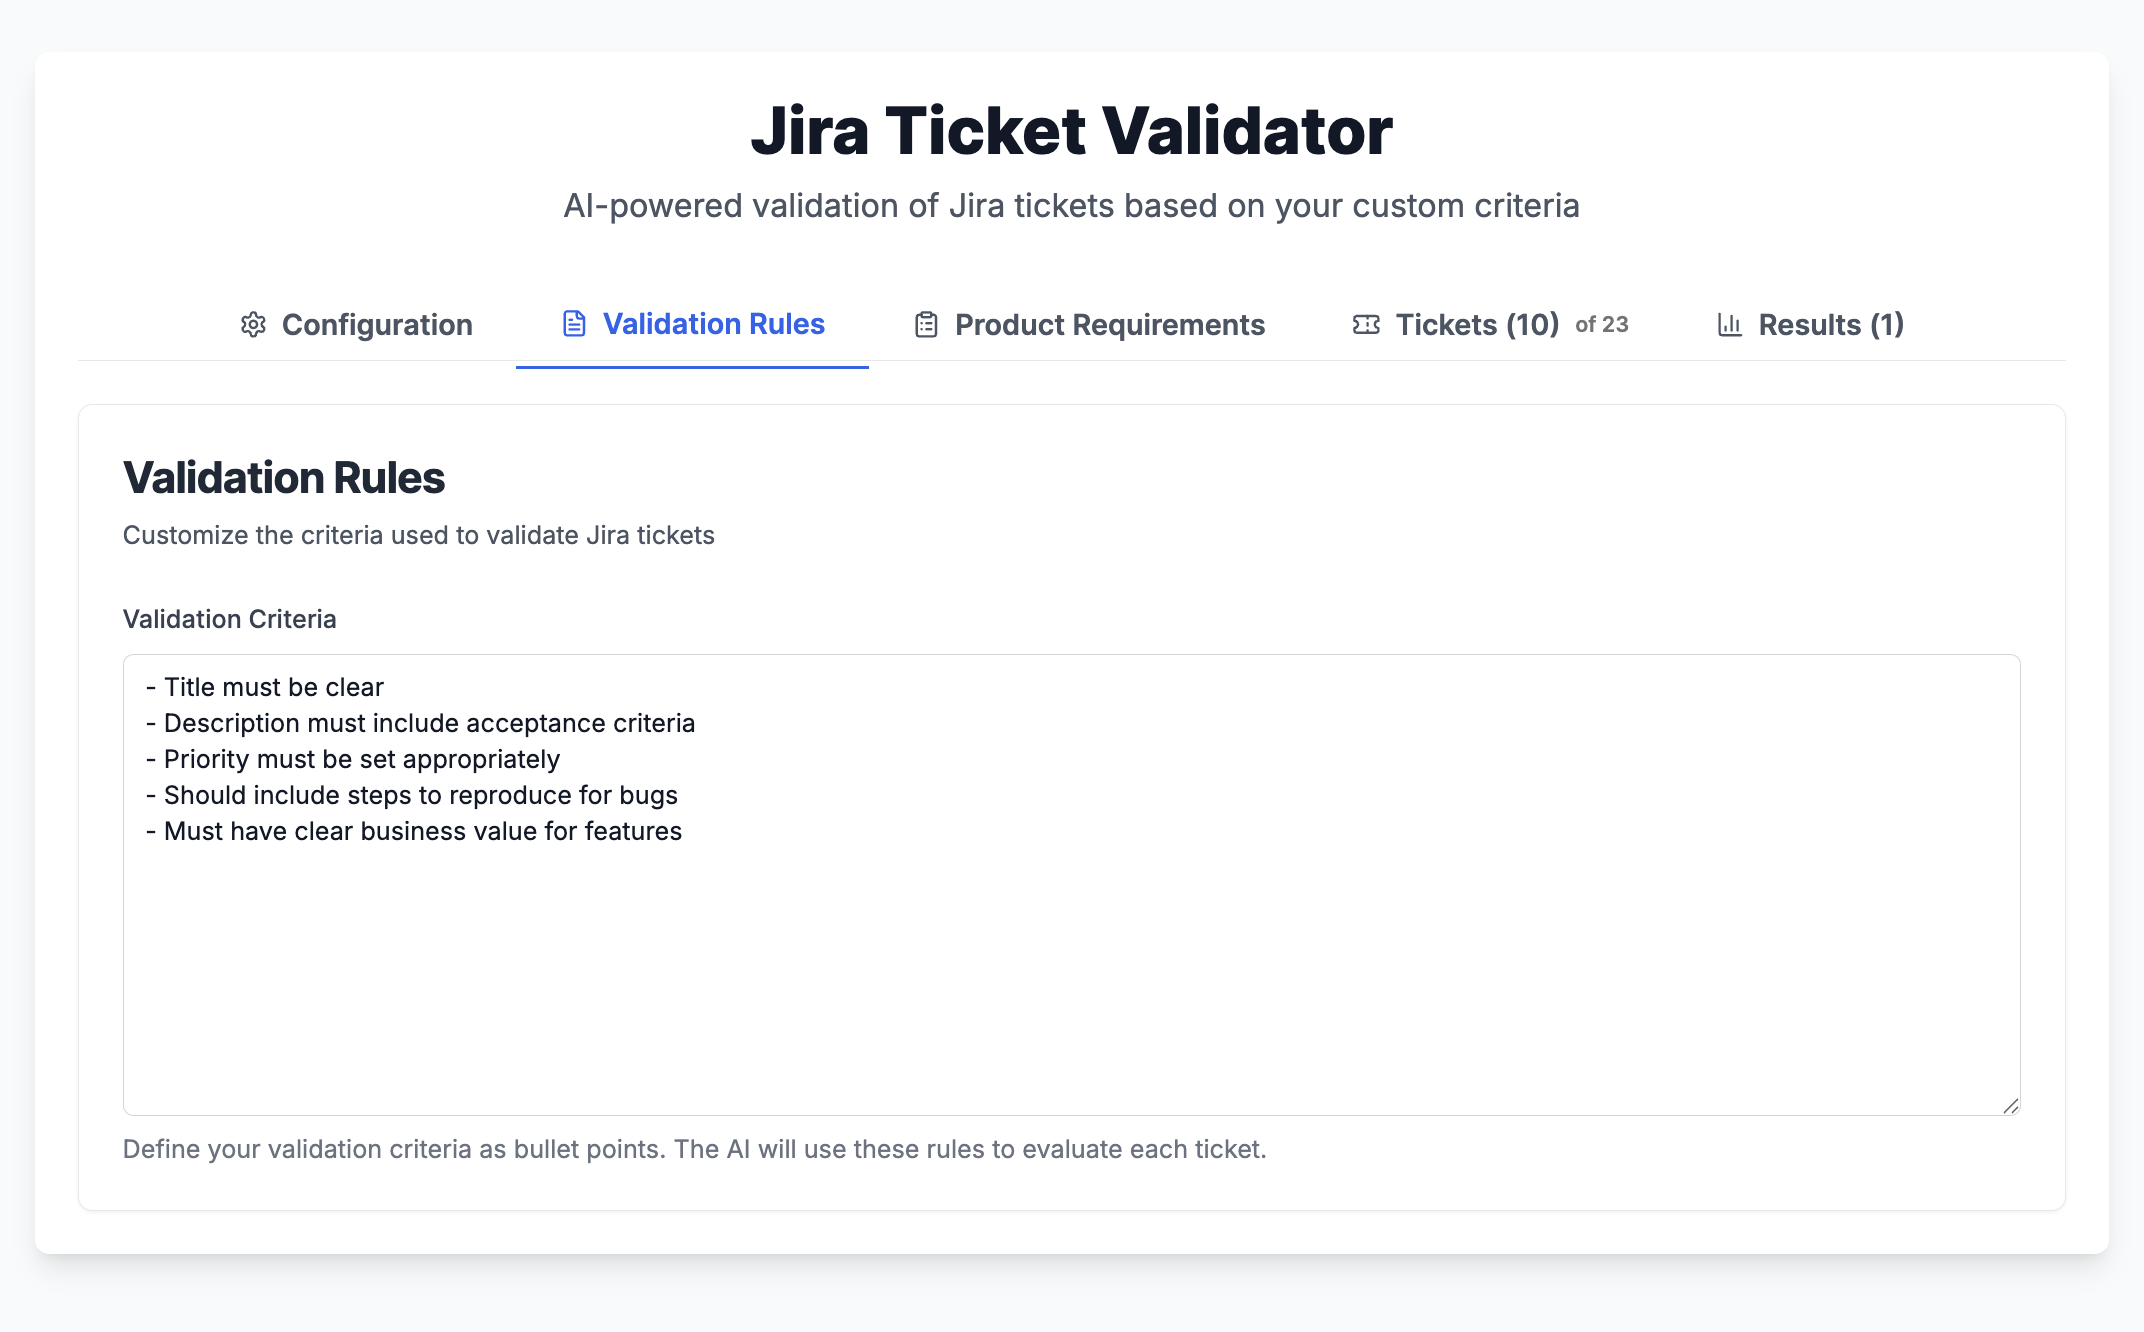 Jira Ticket Validator
AI-powered validation of Jira tickets based on your custom criteria
Configuration
Validation Rules
Product Requirements
Tickets (10) of 23
Results (1)
Validation Rules
Customize the criteria used to validate Jira tickets
Validation Criteria
- Title must be clear
- Description must include acceptance criteria
- Priority must be set appropriately
- Should include steps to reproduce for bugs
- Must have clear business value for features
Define your validation criteria as bullet points. The AI will use these rules to evaluate each ticket.